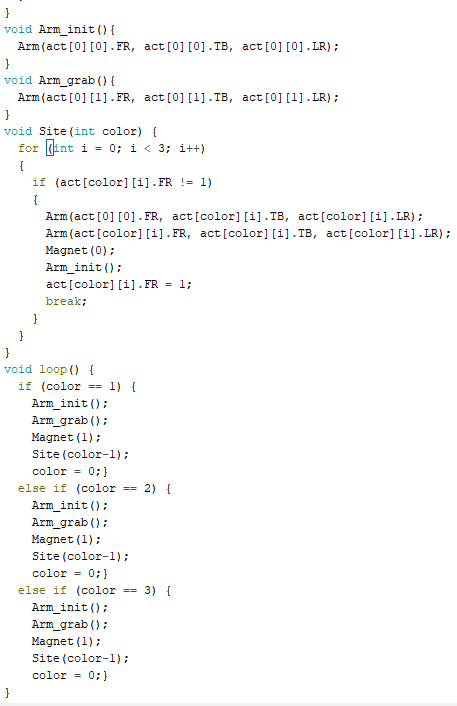 }
void Arm_init(){
  Arm(act[0][0].FR, act[0][0].TB, act[0][0].LR);
}
void Arm_grab(){
  Arm(act[0][1].FR, act[0][1].TB, act[0][1].LR);
}
void Site(int color) {
  for (int i = 0; i < 3; i++)
  {
    if (act[color][i].FR != 1)
    {
      Arm(act[0][0].FR, act[color][i].TB, act[color][i].LR);
      Arm(act[color][i].FR, act[color][i].TB, act[color][i].LR);
      Magnet(0);
      Arm_init();
      act[color][i].FR = 1;
      break;
    }
  }
}
void loop() {
  if (color == 1) {
    Arm_init();
    Arm_grab();
    Magnet(1);
    Site(color-1);
    color = 0;}
  else if (color == 2) {
    Arm_init();
    Arm_grab();
    Magnet(1);
    Site(color-1);
    color = 0;}
  else if (color == 3) {
    Arm_init();
    Arm_grab();
    Magnet(1);
    Site(color-1);
    color = 0;}
}